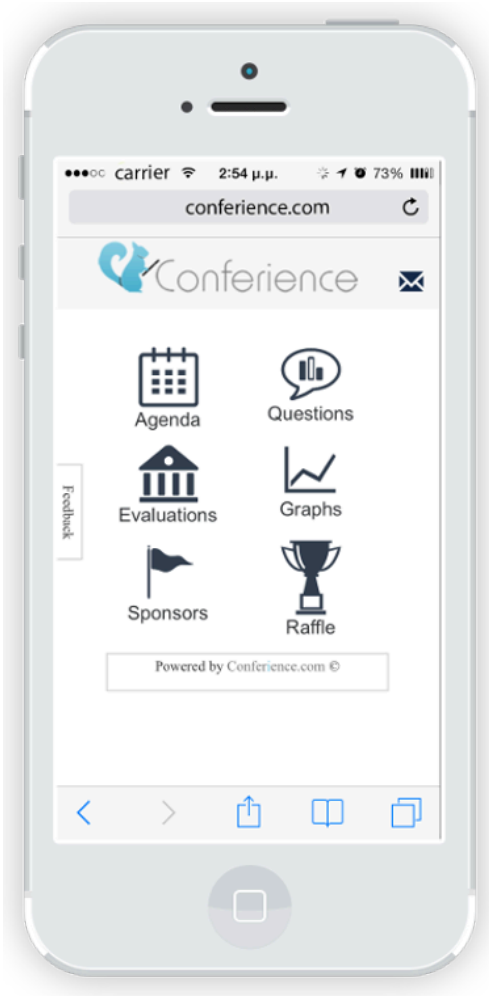 carrier 2:54 μ.μ. 73%
conferience.com
Conferience
Agenda Questions
Evaluations Graphs
Feedback
Sponsors Raffle
Powered by Conferience.com ©